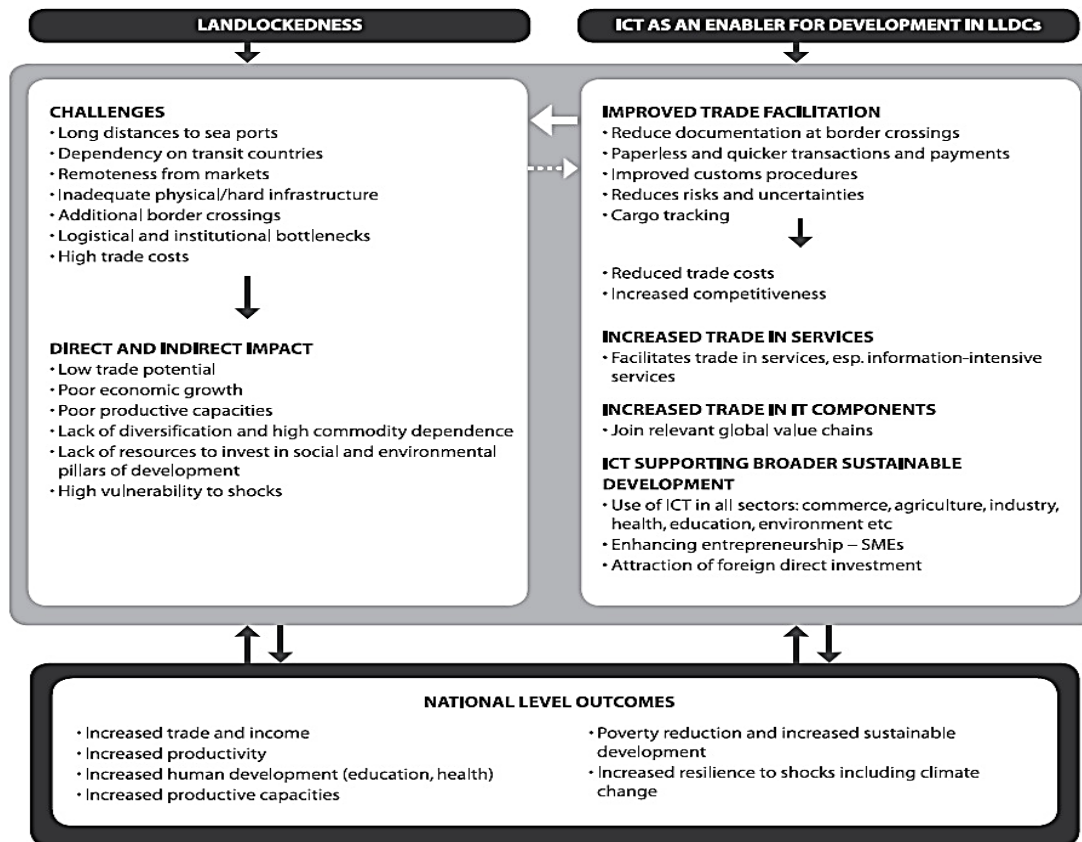 LANDLOCKEDNESS
ICT AS AN ENABLER FOR DEVELOPMENT IN LLDCs
CHALLENGES
• Long distances to sea ports
• Dependency on transit countries
• Remoteness from markets
• Inadequate physical/hard infrastructure
• Additional border crossings
• Logistical and institutional bottlenecks
• High trade costs
DIRECT AND INDIRECT IMPACT
• Low trade potential
• Poor economic growth
• Poor productive capacities
• Lack of diversification and high commodity dependence
• Lack of resources to invest in social and environmental
pillars of development
• High vulnerability to shocks
IMPROVED TRADE FACILITATION
• Reduce documentation at border crossings
• Paperless and quicker transactions and payments
• Improved customs procedures
• Reduces risks and uncertainties
• Cargo tracking
• Reduced trade costs
• Increased competitiveness
INCREASED TRADE IN SERVICES
• Facilitates trade in services, esp. information-intensive
services
INCREASED TRADE IN IT COMPONENTS
• Join relevant global value chains
ICT SUPPORTING BROADER SUSTAINABLE
DEVELOPMENT
• Use of ICT in all sectors: commerce, agriculture, industry,
health, education, environment etc
• Enhancing entrepreneurship – SMEs
• Attraction of foreign direct investment
NATIONAL LEVEL OUTCOMES
• Increased trade and income
• Increased productivity
• Increased human development (education, health)
• Increased productive capacities
• Poverty reduction and increased sustainable
development
• Increased resilience to shocks including climate
change